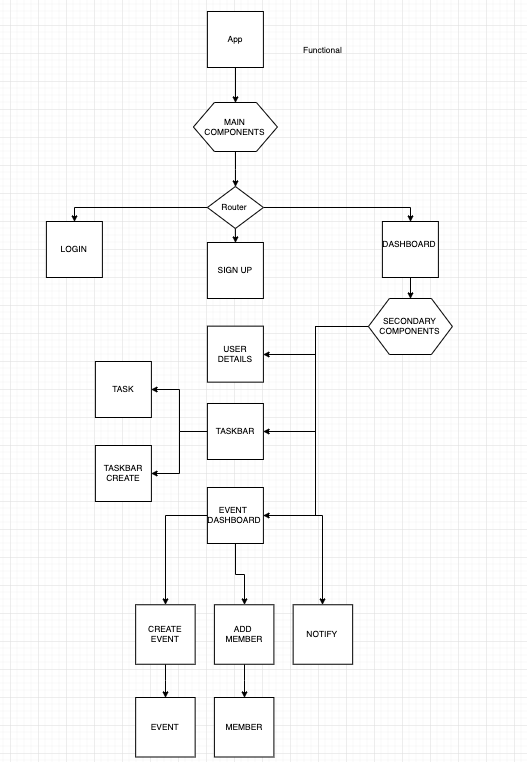 App
Functional
MAIN
COMPONENTS
Router
LOGIN
SIGN UP
DASHBOARD
SECONDARY
COMPONENTS
USER
DETAILS
TASK
TASKBAR
TASKBAR
CREATE
EVENT
DASHBOARD
CREATE
EVENT
ADD
MEMBER
NOTIFY
EVENT
MEMBER